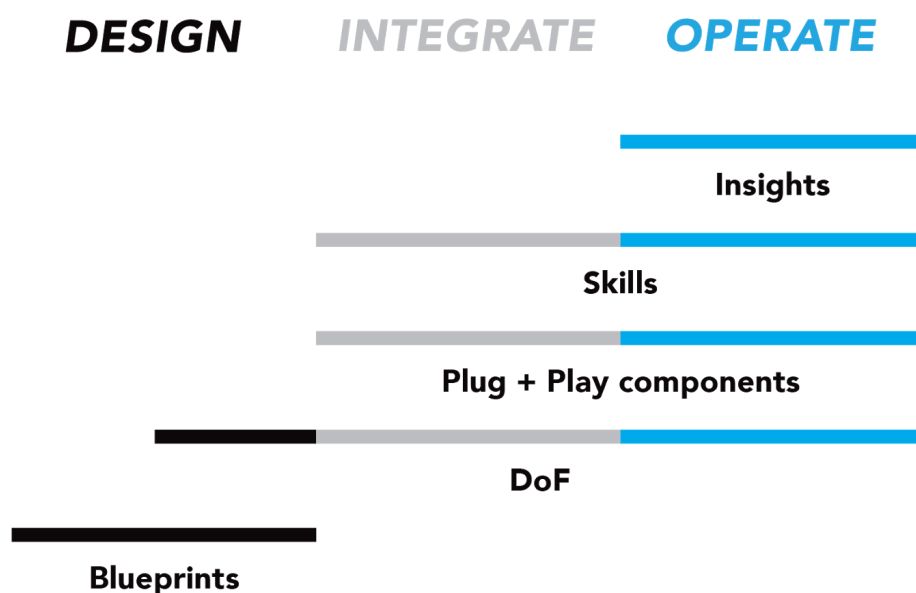 DESIGN INTEGRATE OPERATE
Insights
Skills
Plug + Play components
DoF
Blueprints